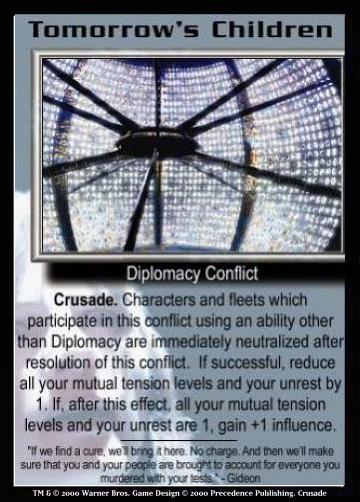 Tomorrow's Children
Diplomacy Conflict
Crusade. Characters and fleets which
participate in this conflict using an ability other
than Diplomacy are immediately neutralized after
resolution of this conflict. If successful, reduce
all your mutual tension levels and your unrest by
1. If, after this effect, all your mutual tension
levels and your unrest are 1, gain +1 influence.
"If we find a cure, we'll bring it here. No charge. And then we'll make
sure that you and your people are brought to account for everyone you
murdered with your tests." - Gideon
TM & © 2000 Warner Bros. Game Design © 2000 Precedence Publishing. Crusade